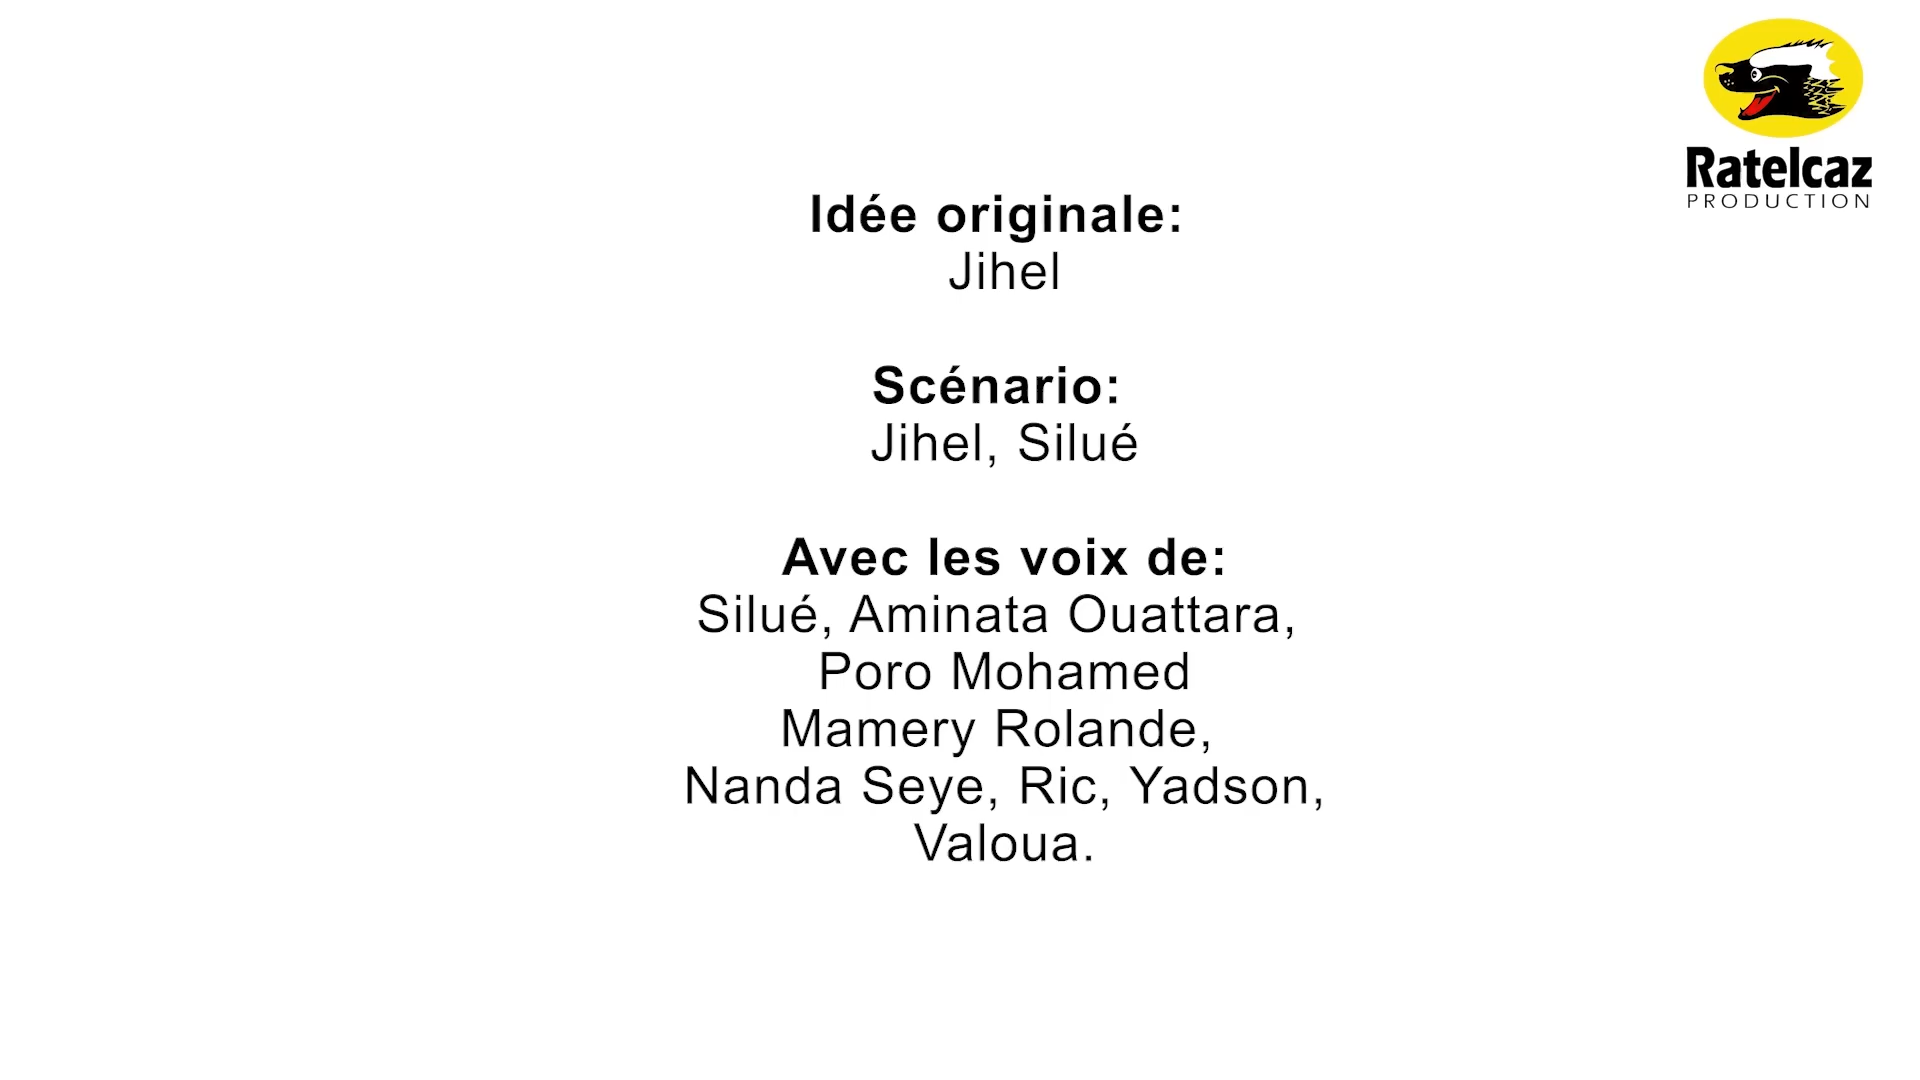 Ratelcaz
PRODUCTION
Idée originale:
Jihel
Scénario:
Jihel, Silué
Avec les voix de:
Silué, Aminata Ouattara,
Poro Mohamed
Mamery Rolande,
Nanda Seye, Ric, Yadson,
Valoua.